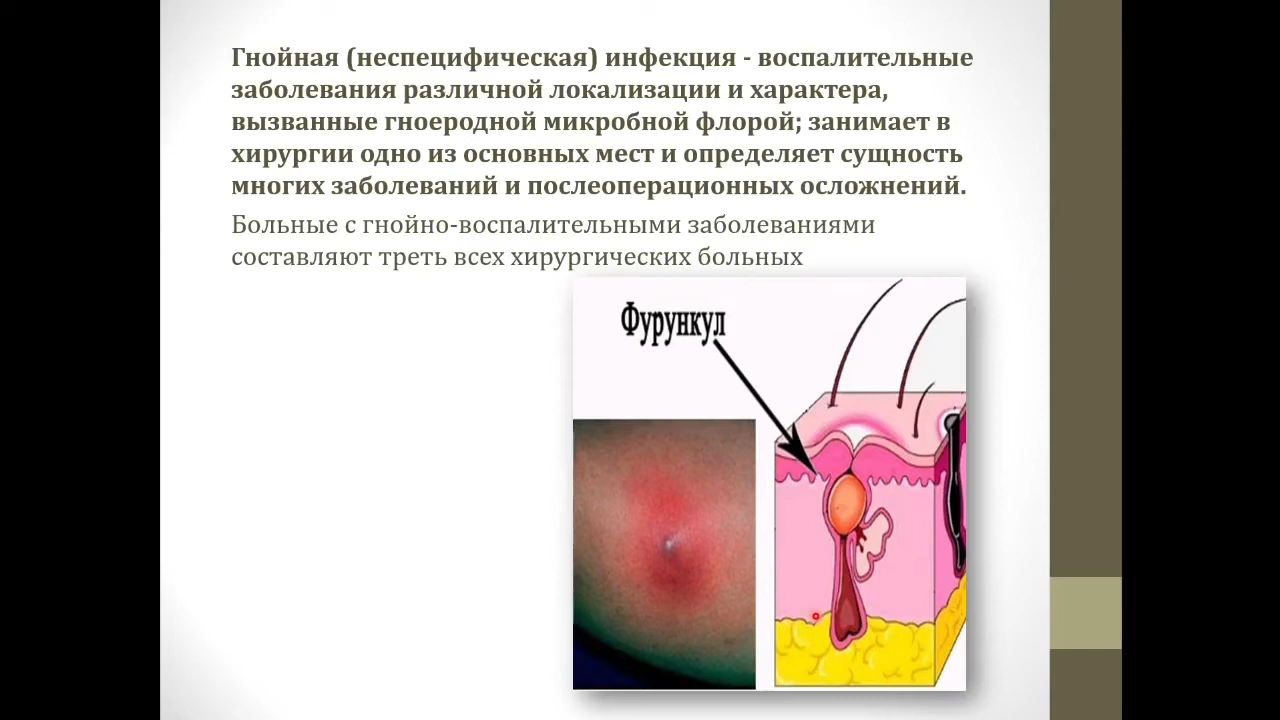 Гнойная (неспецифическая) инфекция - воспалительные
заболевания различной локализации и характера,
вызванные гноеродной микробной флорой; занимает в
хирургии одно из основных мест и определяет сущность
многих заболеваний и послеоперационных осложнений.
Больные с гнойно-воспалительными заболеваниями
составляют треть всех хирургических больных
Фурункул